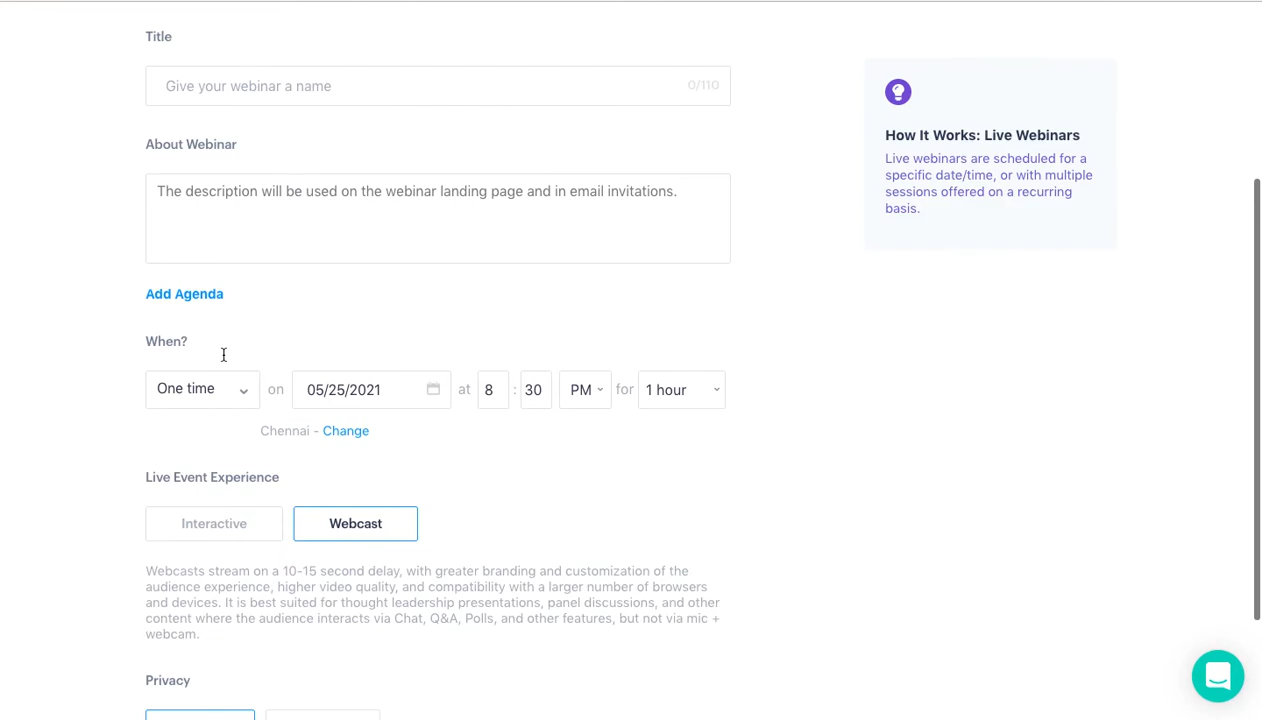 Title
Give your webinar a name 0/110
About Webinar
The description will be used on the webinar landing page and in email invitations.
Add Agenda
When?
One time on 05/25/2021 at 8 : 30 PM for 1 hour
Chennai - Change
Live Event Experience
Interactive Webcast
Webcasts stream on a 10-15 second delay, with greater branding and customization of the
audience experience, higher video quality, and compatibility with a larger number of browsers
and devices. It is best suited for thought leadership presentations, panel discussions, and other
content where the audience interacts via Chat, Q&A, Polls, and other features, but not via mic +
webcam.
Privacy
How It Works: Live Webinars
Live webinars are scheduled for a
specific date/time, or with multiple
sessions offered on a recurring
basis.